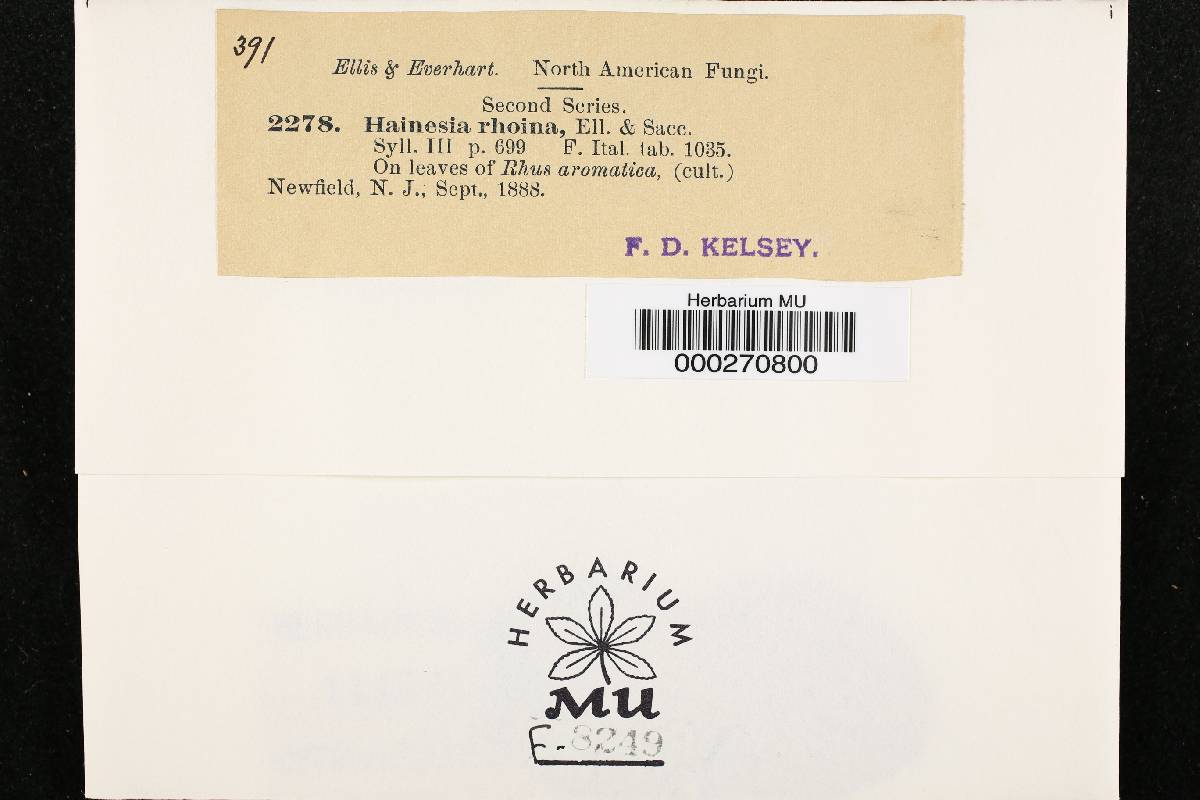 391
Ellis & Everhart. North American Fungi.
Second Series.
2278. Hainesia rhoina, Ell. & Sacc.
Syll. III p. 699 F. Ital. tab. 1035.
On leaves of Rhus aromatica, (cult.)
Newfield, N. J., Sept., 1888.
F. D. KELSEY.
Herbarium MU
000270800
HERBARIUM
MU
F-8249